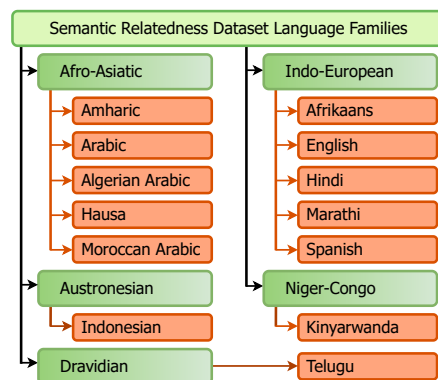 Semantic Relatedness Dataset Language Families
Afro-Asiatic
Amharic
Arabic
Algerian Arabic
Hausa
Moroccan Arabic
Austronesian
Indonesian
Dravidian
Telugu
Indo-European
Afrikaans
English
Hindi
Marathi
Spanish
Niger-Congo
Kinyarwanda